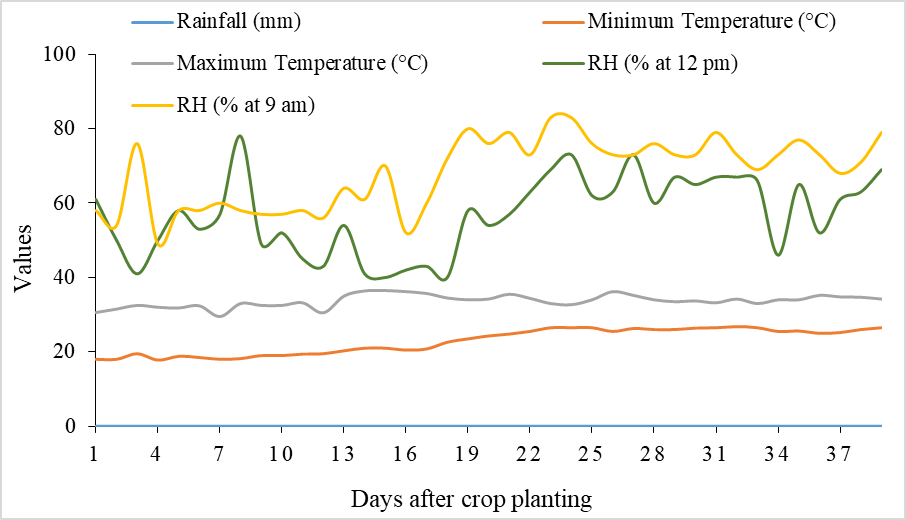 Rainfall (mm)
Minimum Temperature (°C)
Maximum Temperature (°C)
RH (% at 12 pm)
RH (% at 9 am)
100
80
60
40
20
0
Values
1 4 7 10 13 16 19 22 25 28 31 34 37
Days after crop planting